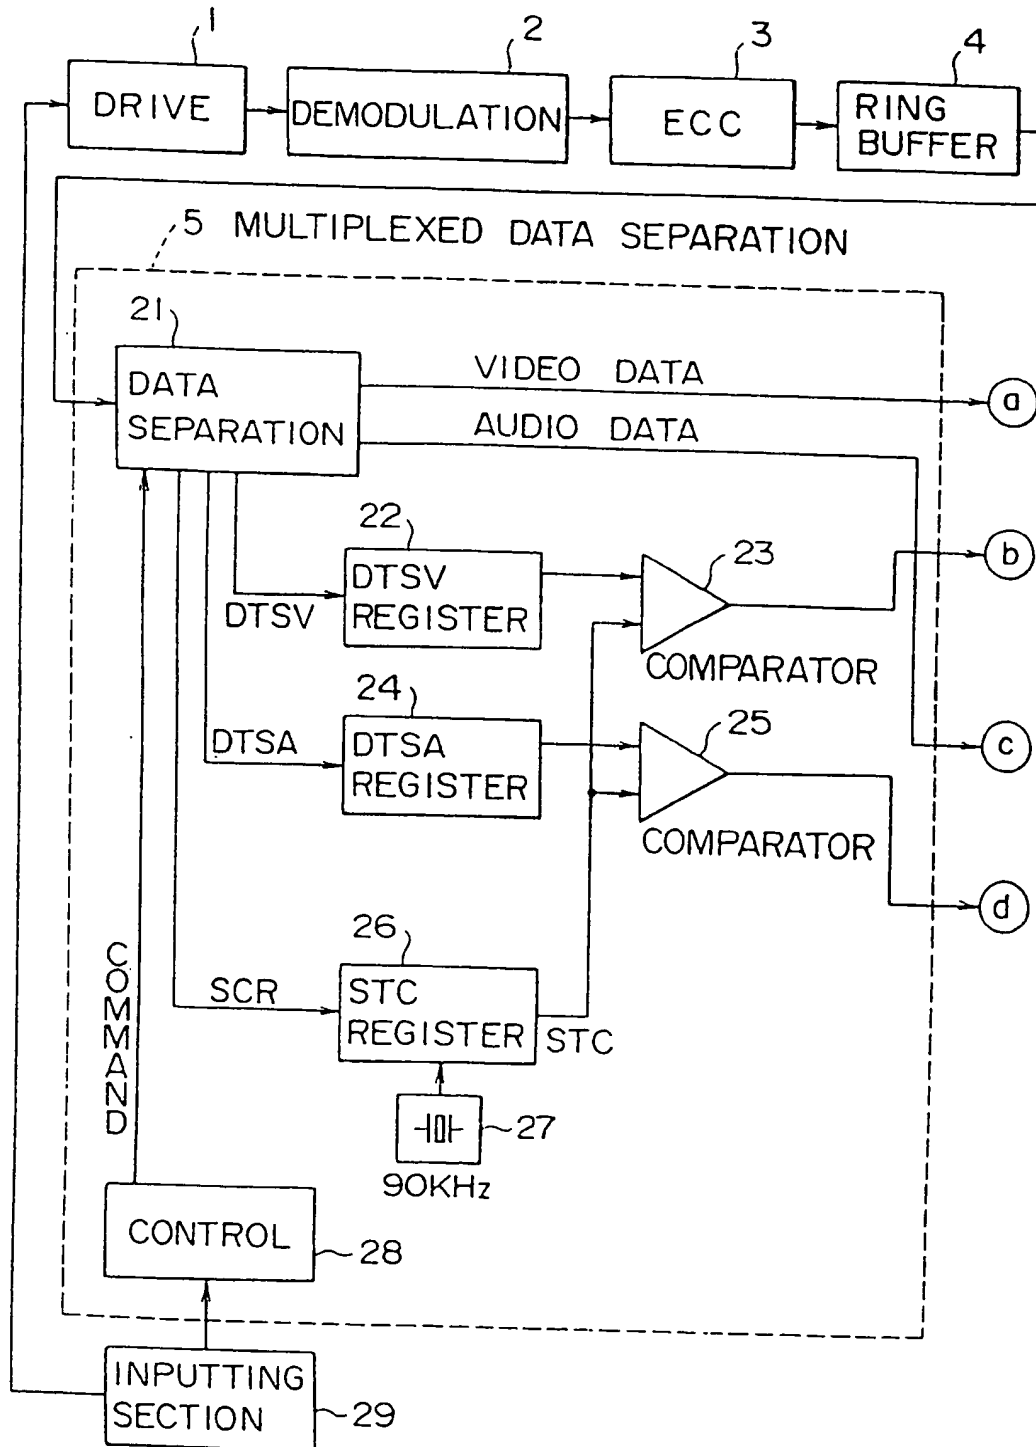 1
2
3
4
DRIVE
DEMODULATION
ECC
RING
BUFFER
5 MULTIPLEXED DATA SEPARATION
21
DATA
SEPARATION
VIDEO DATA
a
AUDIO DATA
22
DTSV
REGISTER
DTSV
23
COMPARATOR
b
24
DTSA
REGISTER
DTSA
25
COMPARATOR
c
d
26
STC
REGISTER
SCR
STC
27
90KHz
COMMAND
CONTROL
28
INPUTTING
SECTION
29